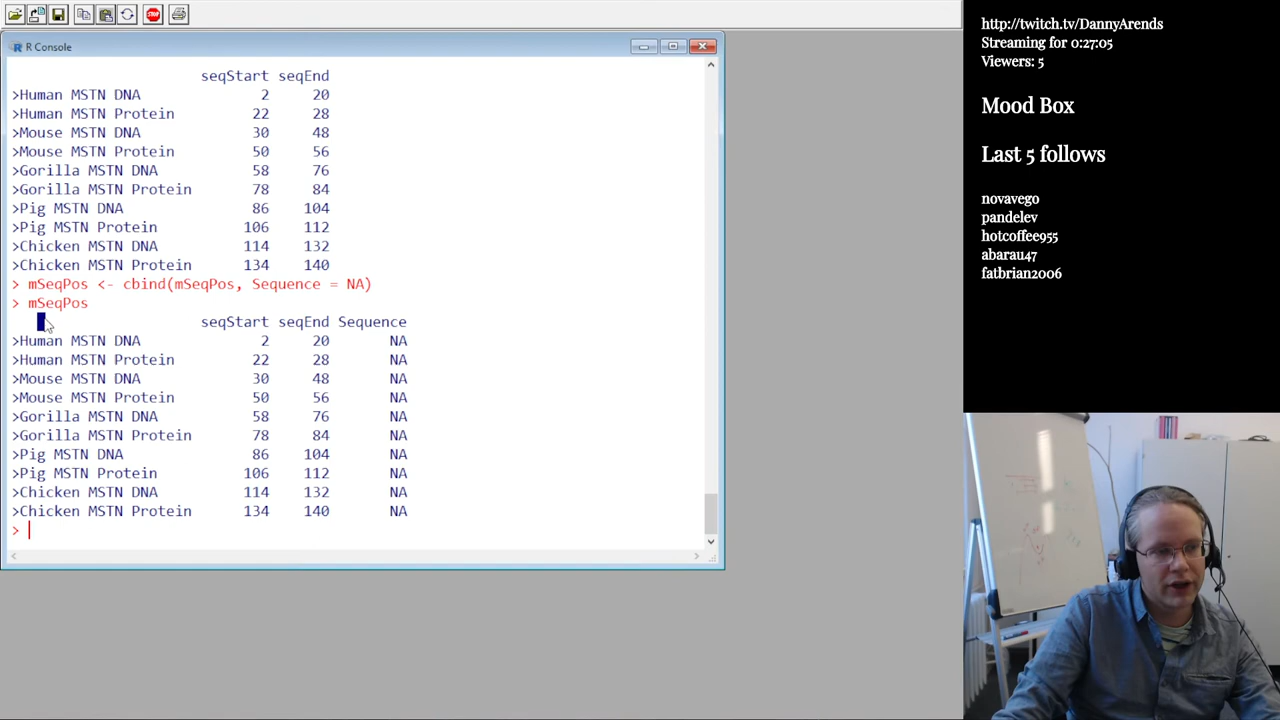 R Console
seqStart seqEnd
>Human MSTN DNA 2 20
>Human MSTN Protein 22 28
>Mouse MSTN DNA 30 48
>Mouse MSTN Protein 50 56
>Gorilla MSTN DNA 58 76
>Gorilla MSTN Protein 78 84
>Pig MSTN DNA 86 104
>Pig MSTN Protein 106 112
>Chicken MSTN DNA 114 132
>Chicken MSTN Protein 134 140
> mSeqPos <- cbind(mSeqPos, Sequence = NA)
> mSeqPos
seqStart seqEnd Sequence
>Human MSTN DNA 2 20 NA
>Human MSTN Protein 22 28 NA
>Mouse MSTN DNA 30 48 NA
>Mouse MSTN Protein 50 56 NA
>Gorilla MSTN DNA 58 76 NA
>Gorilla MSTN Protein 78 84 NA
>Pig MSTN DNA 86 104 NA
>Pig MSTN Protein 106 112 NA
>Chicken MSTN DNA 114 132 NA
>Chicken MSTN Protein 134 140 NA
>
http://twitch.tv/DannyArends
Streaming for 0:27:05
Viewers: 5
Mood Box
Last 5 follows
novavego
pandelev
hotcoffee955
abarau47
fatbrian2006
STOP